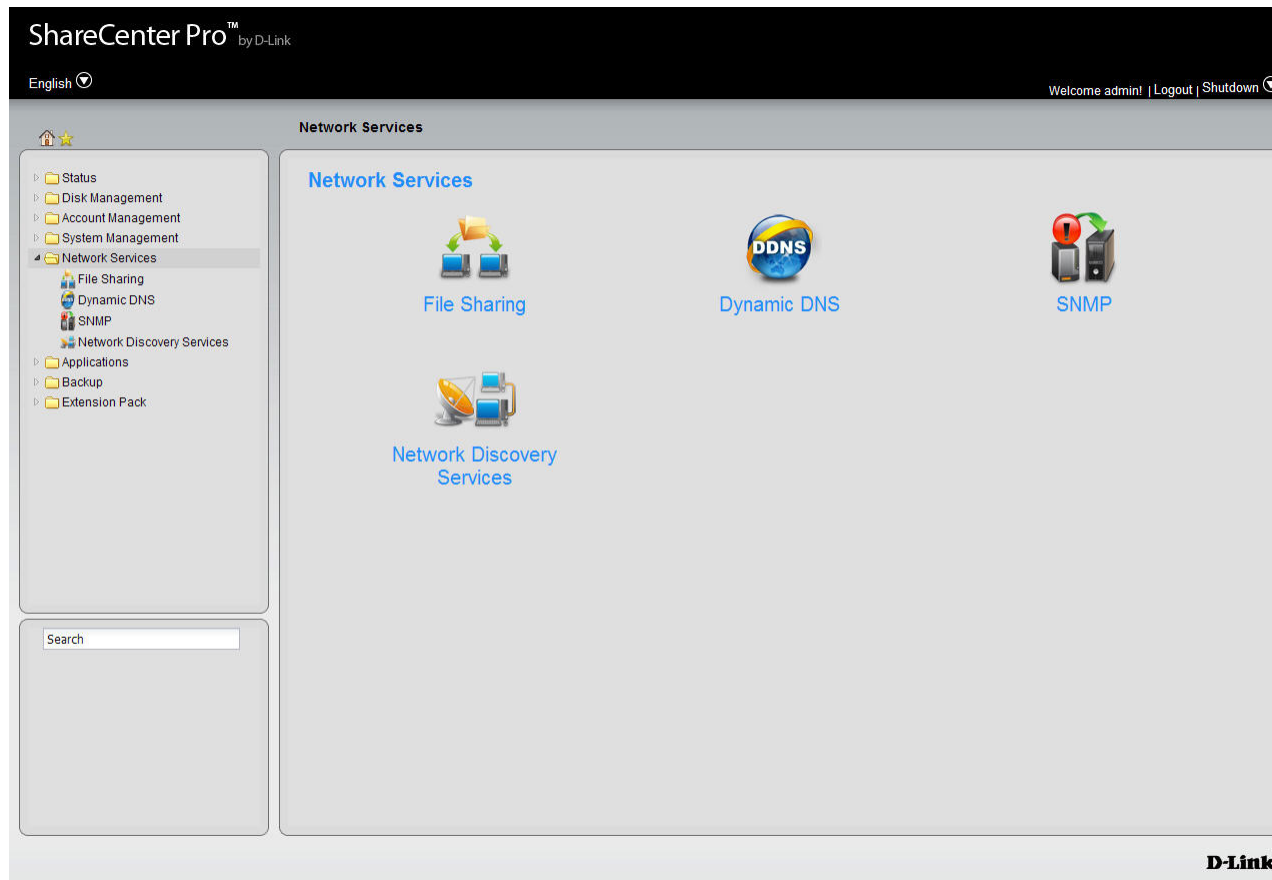 ShareCenter Pro™ by D-Link
English
Welcome admin! | Logout | Shutdown
Network Services
Status
Disk Management
Account Management
System Management
Network Services
File Sharing
Dynamic DNS
SNMP
Network Discovery Services
Applications
Backup
Extension Pack
Search
Network Services
File Sharing
DDNS
Dynamic DNS
SNMP
Network Discovery
Services
D-Link